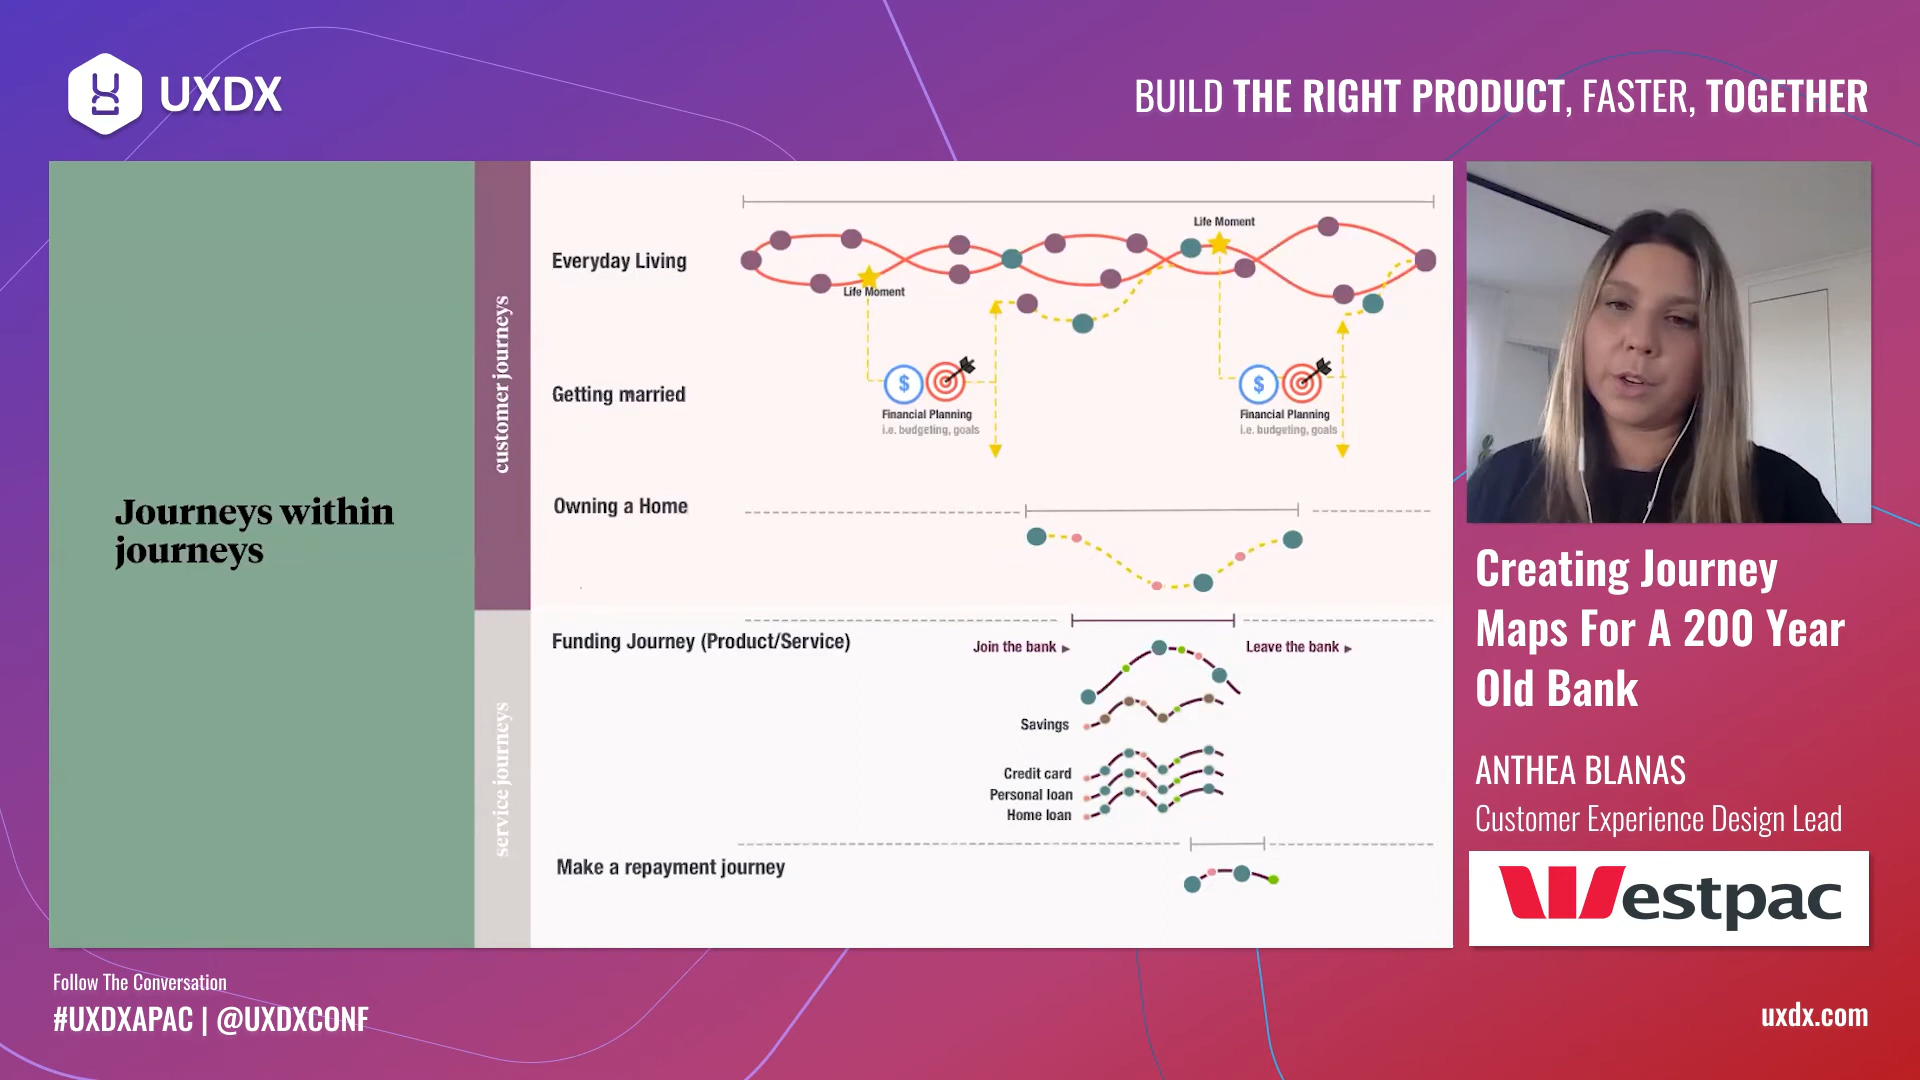 UXDX
BUILD THE RIGHT PRODUCT, FASTER, TOGETHER
Journeys within
journeys
customer journeys
service journeys
Everyday Living
Life Moment
Life Moment
Getting married
$
Financial Planning
i.e. budgeting, goals
$
Financial Planning
i.e. budgeting, goals
Owning a Home
Funding Journey (Product/Service)
Join the bank
Leave the bank
Savings
Credit card
Personal loan
Home loan
Make a repayment journey
Creating Journey
Maps For A 200 Year
Old Bank
ANTHEA BLANAS
Customer Experience Design Lead
Westpac
Follow The Conversation
#UXDXAPAC | @UXDXCONF
uxdx.com